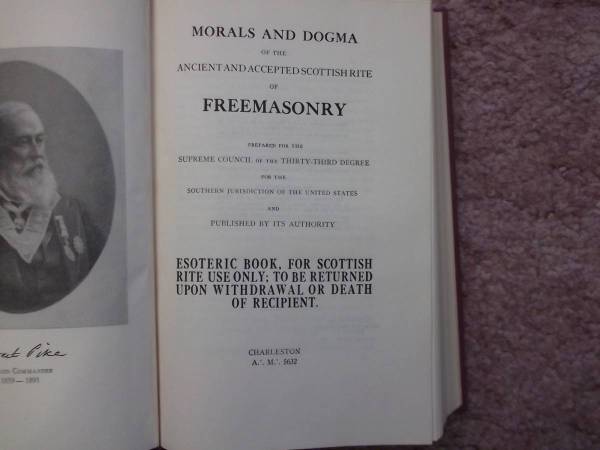 rt Pike
COMMANDER
1859–1891
MORALS AND DOGMA
OF THE
ANCIENT AND ACCEPTED SCOTTISH RITE
OF
FREEMASONRY
PREPARED FOR THE
SUPREME COUNCIL OF THE THIRTY-THIRD DEGREE
FOR THE
SOUTHERN JURISDICTION OF THE UNITED STATES
AND
PUBLISHED BY ITS AUTHORITY
ESOTERIC BOOK, FOR SCOTTISH
RITE USE ONLY; TO BE RETURNED
UPON WITHDRAWAL OR DEATH
OF RECIPIENT.
CHARLESTON
A∴ M∴ 5632